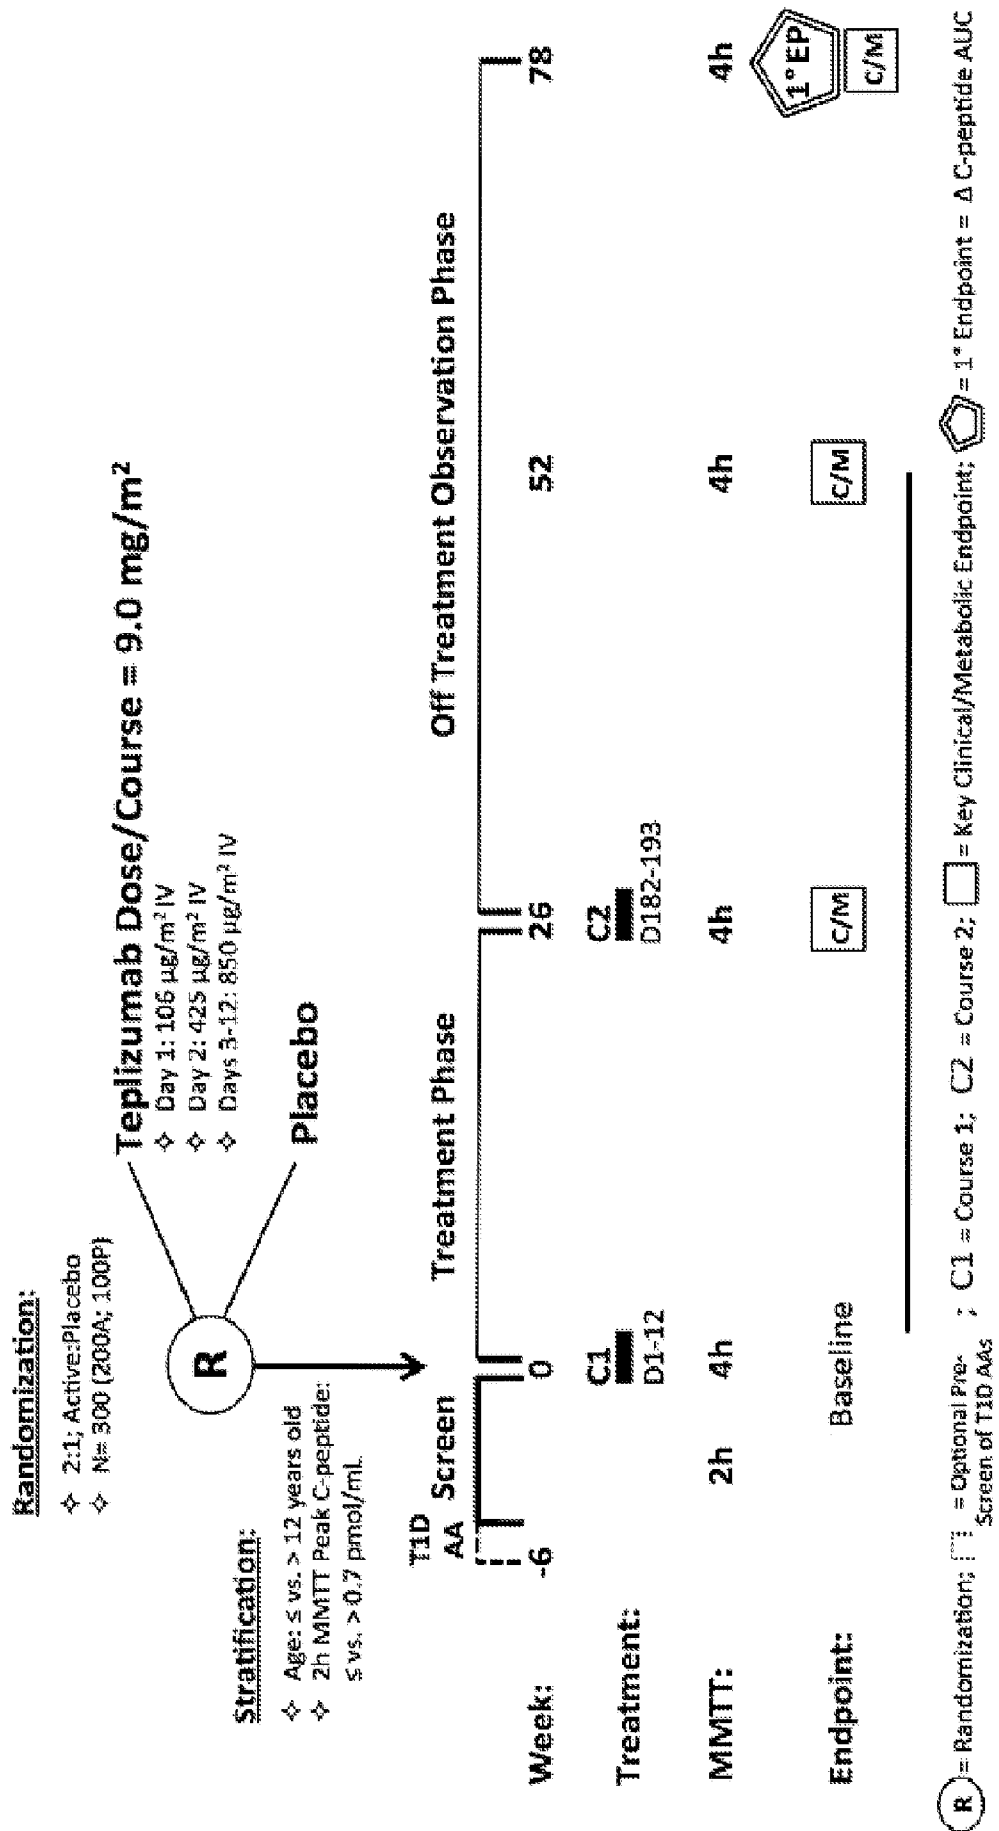 Randomization:
✧ 2:1; Active:Placebo
✧ N= 300 (200A; 100P)
R
Teplizumab Dose/Course = 9.0 mg/m²
✧ Day 1: 106 µg/m² IV
✧ Day 2: 425 µg/m² IV
✧ Days 3-12: 850 µg/m² IV
Placebo
Stratification:
✧ Age: ≤ vs. > 12 years old
✧ 2h MMTT Peak C-peptide:
≤ vs. > 0.7 pmol/mL
T1D
AA
Screen
Treatment Phase
Off Treatment Observation Phase
Week: -6 0 26 52 78
Treatment: C1 C2
D1-12 D182-193
MMTT: 2h 4h 4h 4h 4h
Endpoint: Baseline C/M C/M 1° EP
C/M
R = Randomization; = Optional Pre-
Screen of T1D AAs
; C1 = Course 1; C2 = Course 2; = Key Clinical/Metabolic Endpoint; = 1° Endpoint = Δ C-peptide AUC